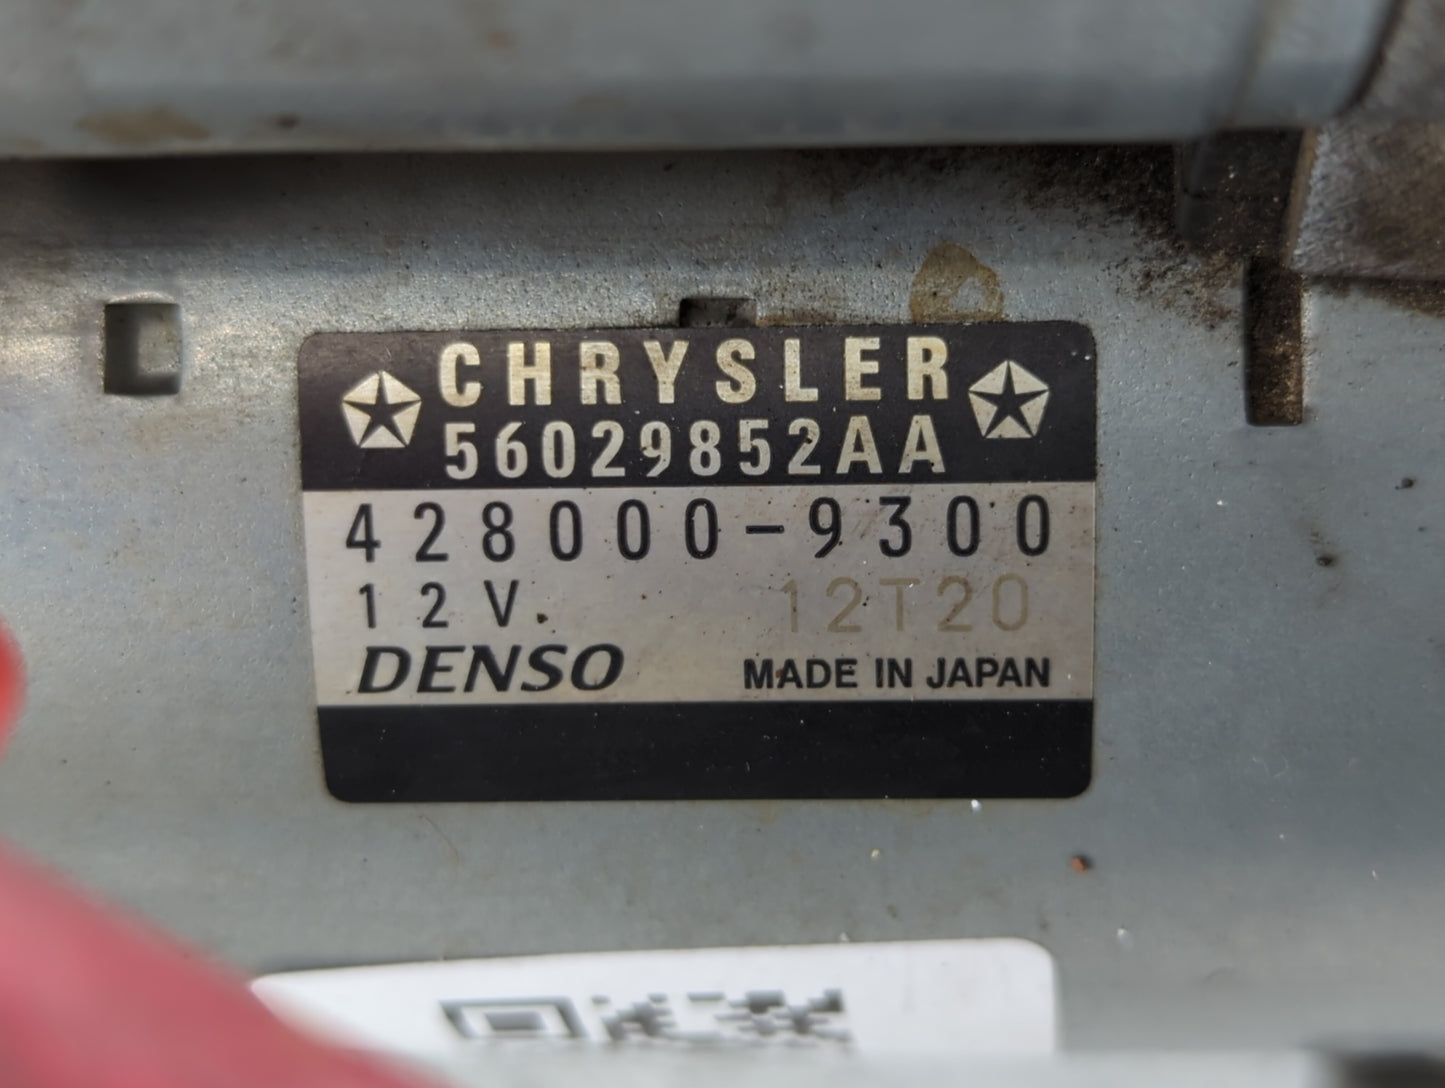 CHRYSLER
56029852AA
428000-9300
12V 12T20
DENSO MADE IN JAPAN